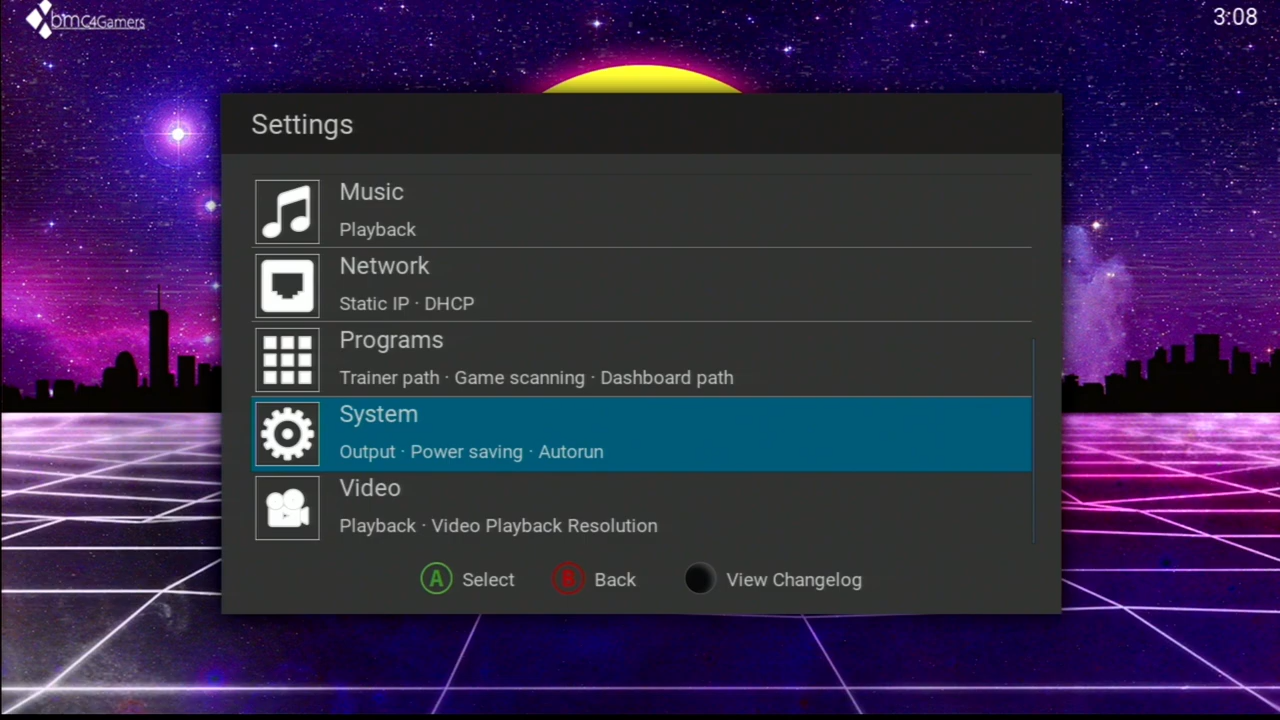 xbmc4Gamers
3:08
Settings
Music
Playback
Network
Static IP · DHCP
Programs
Trainer path · Game scanning · Dashboard path
System
Output · Power saving · Autorun
Video
Playback · Video Playback Resolution
A Select B Back View Changelog